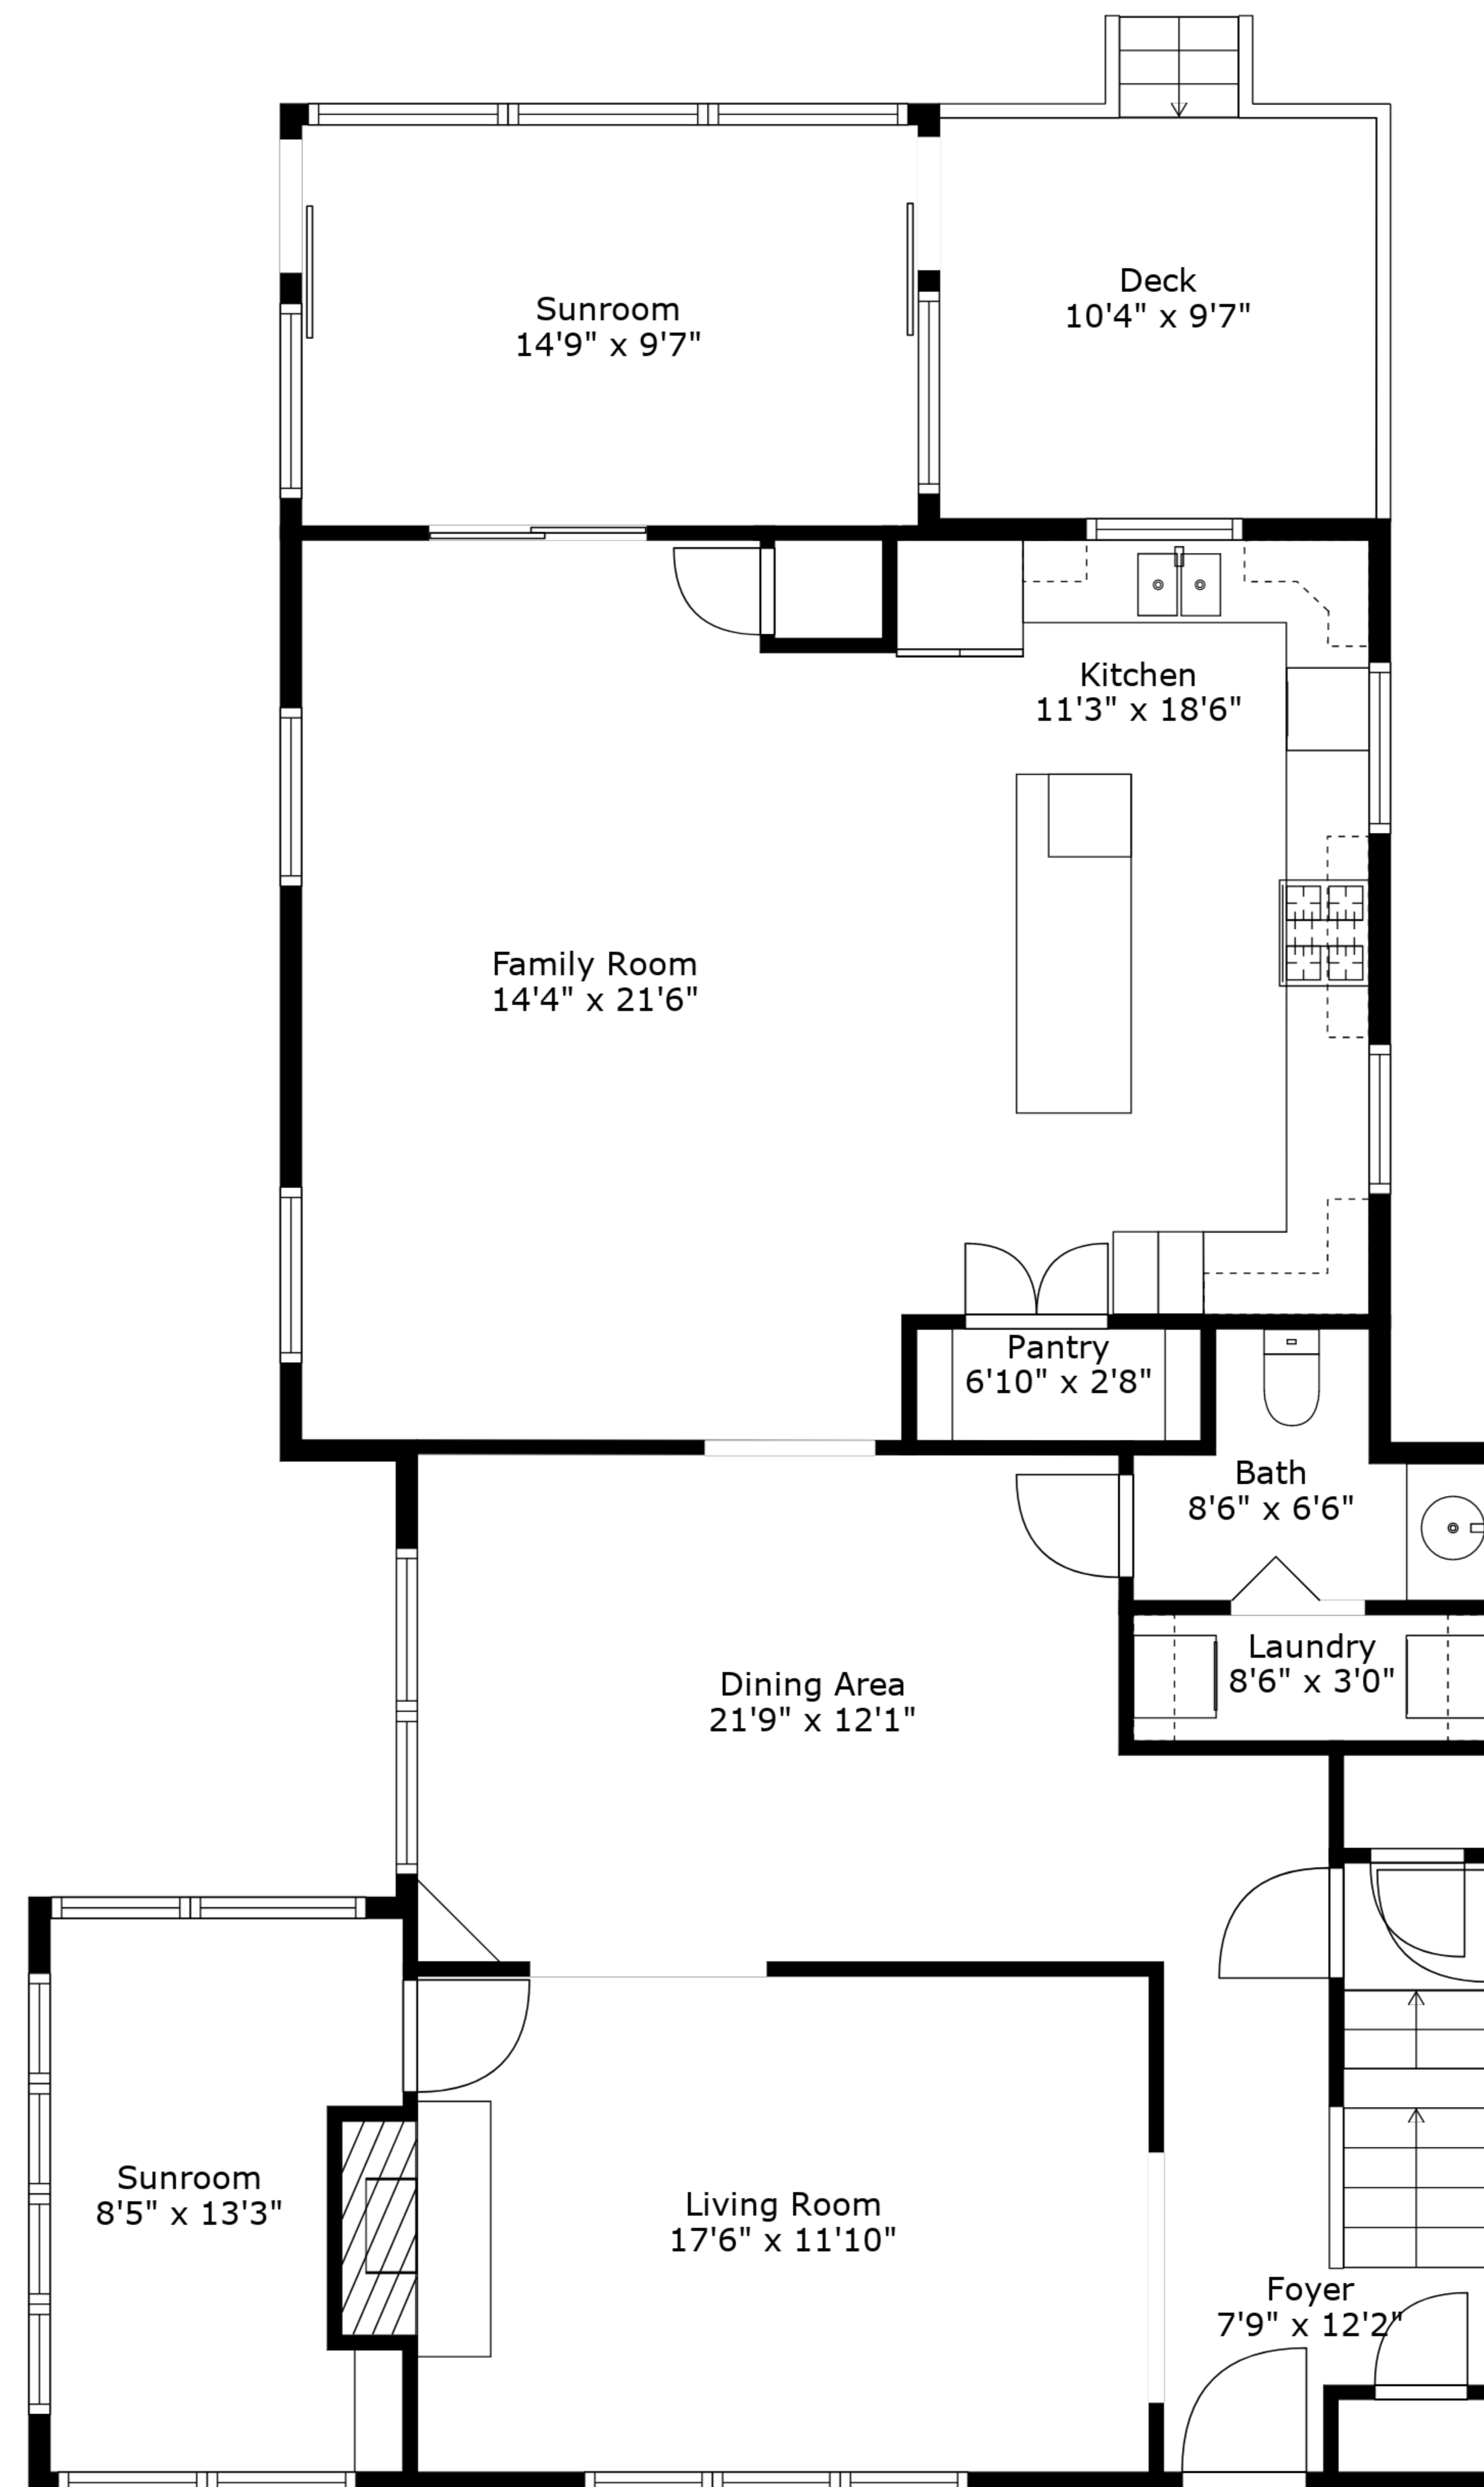 Deck
10'4" x 9'7"
Sunroom
14'9" x 9'7"
Kitchen
11'3" x 18'6"
Family Room
14'4" x 21'6"
Pantry
6'10" x 2'8"
Bath
8'6" x 6'6"
Laundry
8'6" x 3'0"
Dining Area
21'9" x 12'1"
Sunroom
8'5" x 13'3"
Living Room
17'6" x 11'10"
Foyer
7'9" x 12'2"